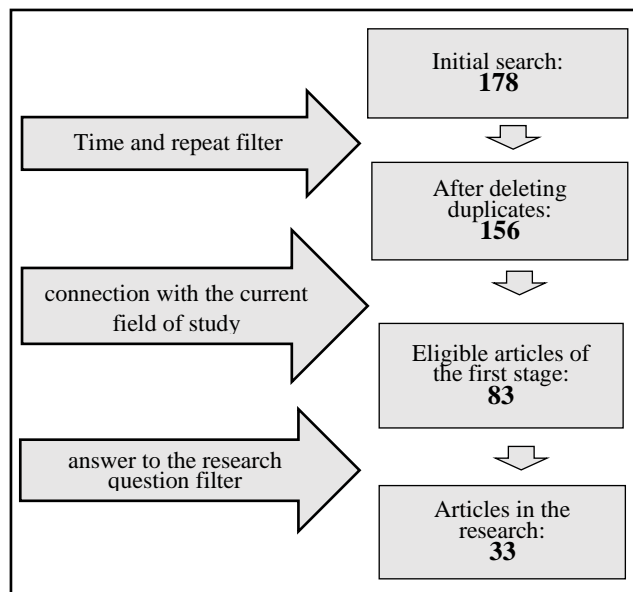 Initial search:
178
Time and repeat filter
After deleting
duplicates:
156
connection with the current
field of study
Eligible articles of
the first stage:
83
answer to the research
question filter
Articles in the
research:
33